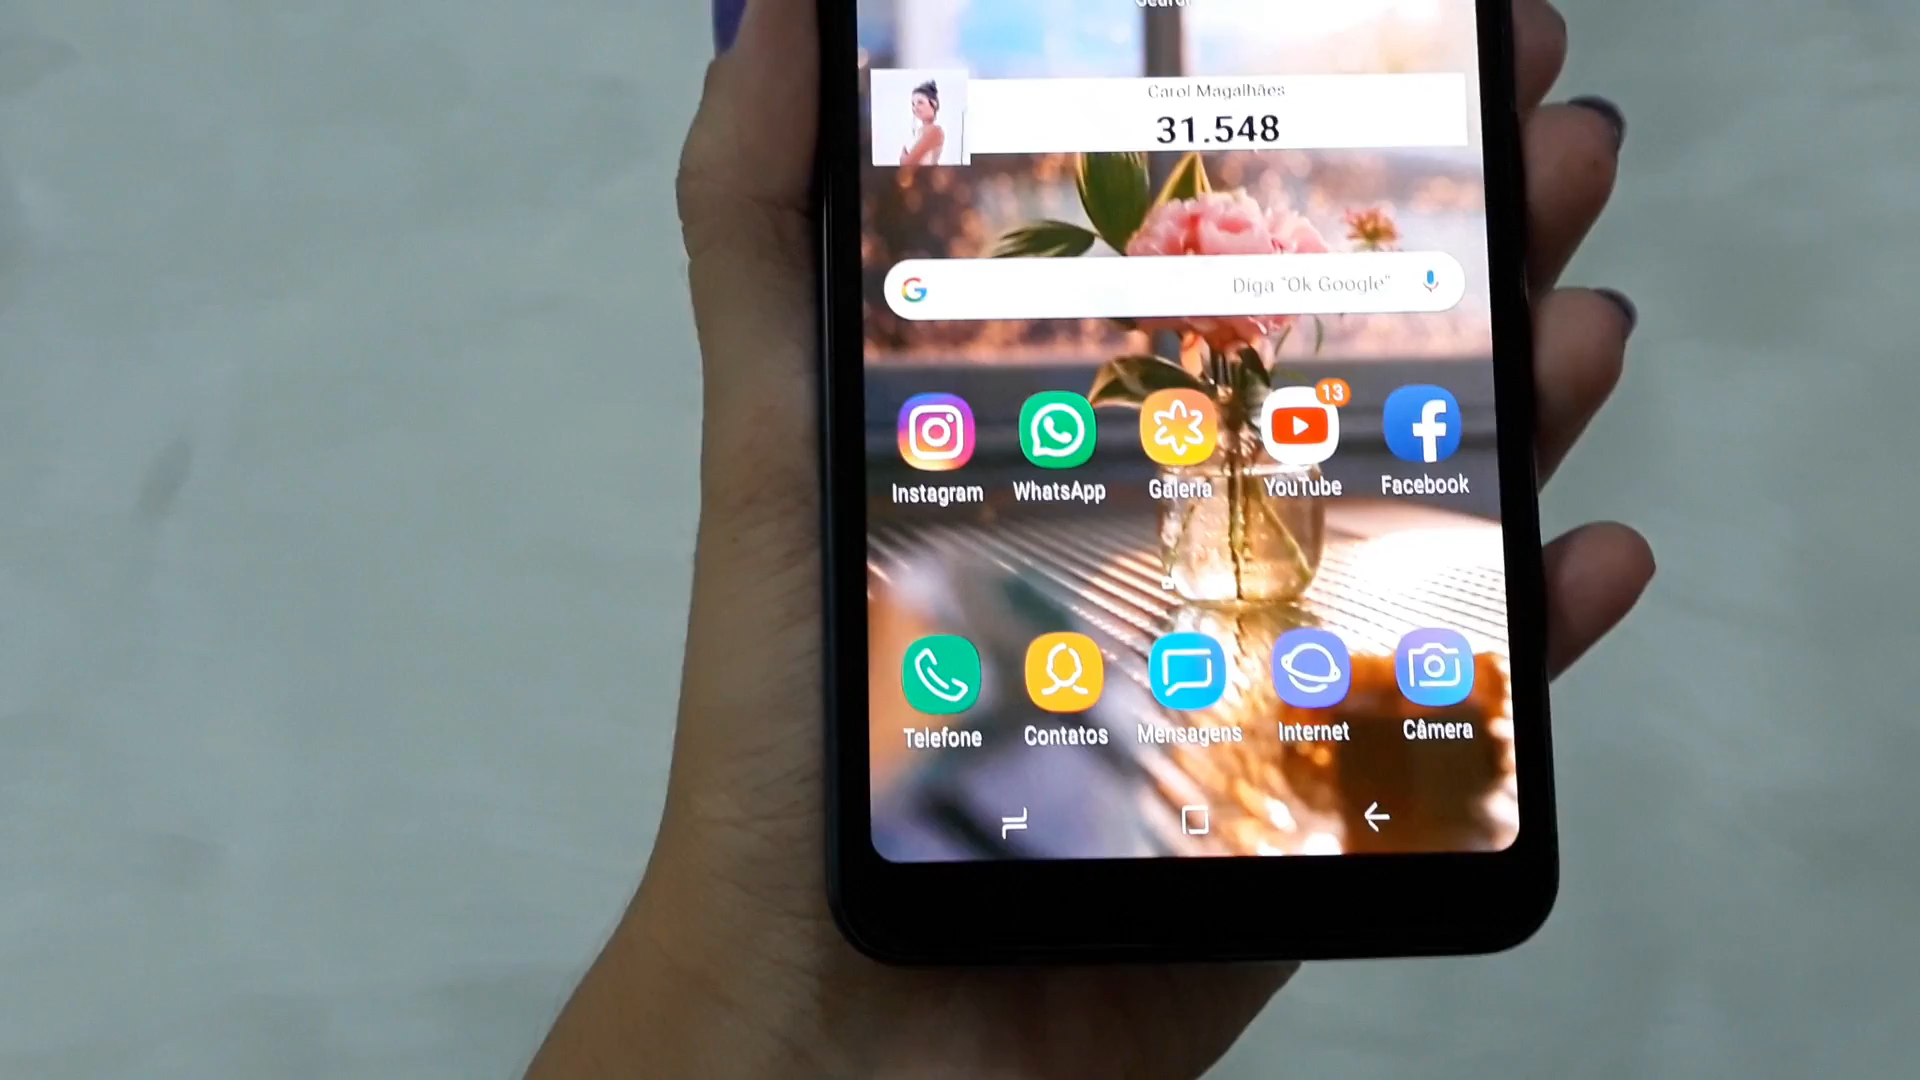 Carol Magalhães
31.548
G Diga "Ok Google"
13
Instagram WhatsApp Galeria YouTube Facebook
Telefone Contatos Mensagens Internet Câmera